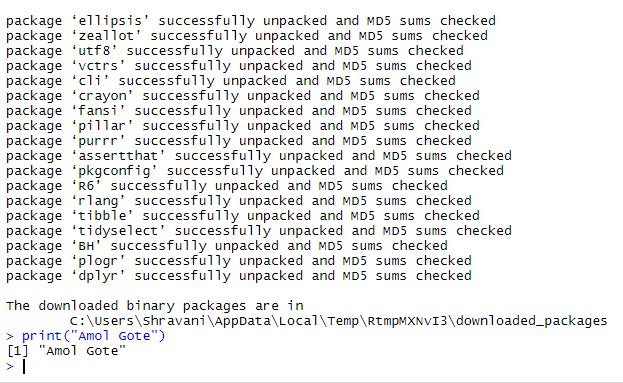 package ‘ellipsis’ successfully unpacked and MD5 sums checked
package ‘zeallot’ successfully unpacked and MD5 sums checked
package ‘utf8’ successfully unpacked and MD5 sums checked
package ‘vctrs’ successfully unpacked and MD5 sums checked
package ‘cli’ successfully unpacked and MD5 sums checked
package ‘crayon’ successfully unpacked and MD5 sums checked
package ‘fansi’ successfully unpacked and MD5 sums checked
package ‘pillar’ successfully unpacked and MD5 sums checked
package ‘purrr’ successfully unpacked and MD5 sums checked
package ‘assertthat’ successfully unpacked and MD5 sums checked
package ‘pkgconfig’ successfully unpacked and MD5 sums checked
package ‘R6’ successfully unpacked and MD5 sums checked
package ‘rlang’ successfully unpacked and MD5 sums checked
package ‘tibble’ successfully unpacked and MD5 sums checked
package ‘tidyselect’ successfully unpacked and MD5 sums checked
package ‘BH’ successfully unpacked and MD5 sums checked
package ‘plogr’ successfully unpacked and MD5 sums checked
package ‘dplyr’ successfully unpacked and MD5 sums checked

The downloaded binary packages are in
        C:\Users\Shravani\AppData\Local\Temp\RtmpMXNvI3\downloaded_packages
> print("Amol Gote")
[1] "Amol Gote"
>